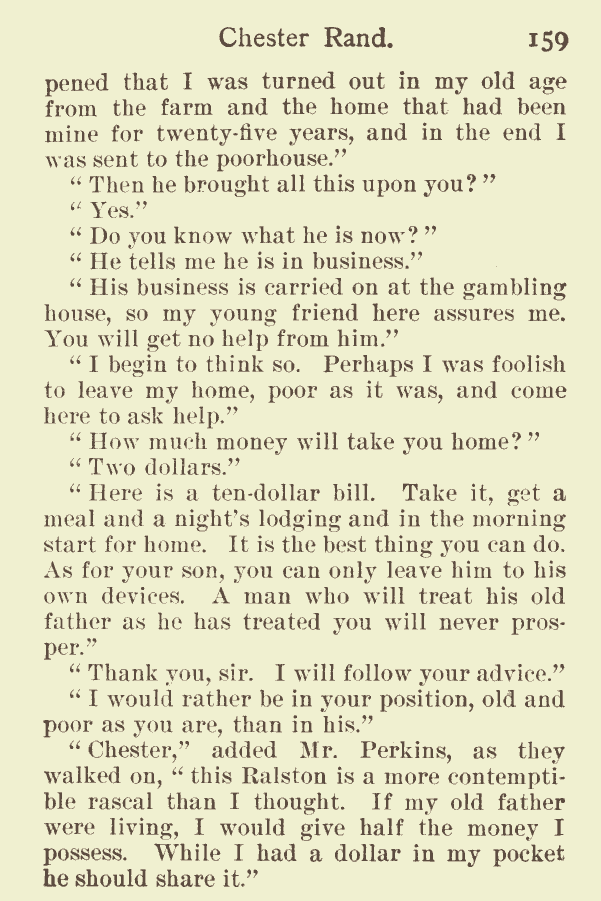 Chester Rand. 159
pened that I was turned out in my old age
from the farm and the home that had been
mine for twenty-five years, and in the end I
was sent to the poorhouse.”
“ Then he brought all this upon you? ”
“ Yes.”
“ Do you know what he is now? ”
“ He tells me he is in business.”
“ His business is carried on at the gambling
house, so my young friend here assures me.
You will get no help from him.”
“ I begin to think so. Perhaps I was foolish
to leave my home, poor as it was, and come
here to ask help.”
“ How much money will take you home? ”
“ Two dollars.”
“ Here is a ten-dollar bill. Take it, get a
meal and a night’s lodging and in the morning
start for home. It is the best thing you can do.
As for your son, you can only leave him to his
own devices. A man who will treat his old
father as he has treated you will never pros-
per.”
“ Thank you, sir. I will follow your advice.”
“ I would rather be in your position, old and
poor as you are, than in his.”
“ Chester,” added Mr. Perkins, as they
walked on, “ this Ralston is a more contempti-
ble rascal than I thought. If my old father
were living, I would give half the money I
possess. While I had a dollar in my pocket
he should share it.”